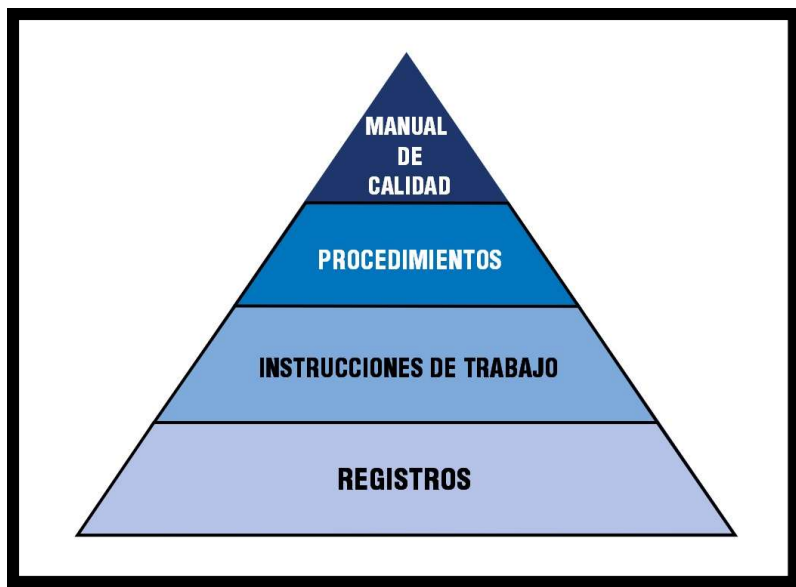 MANUAL
DE
CALIDAD
PROCEDIMIENTOS
INSTRUCCIONES DE TRABAJO
REGISTROS